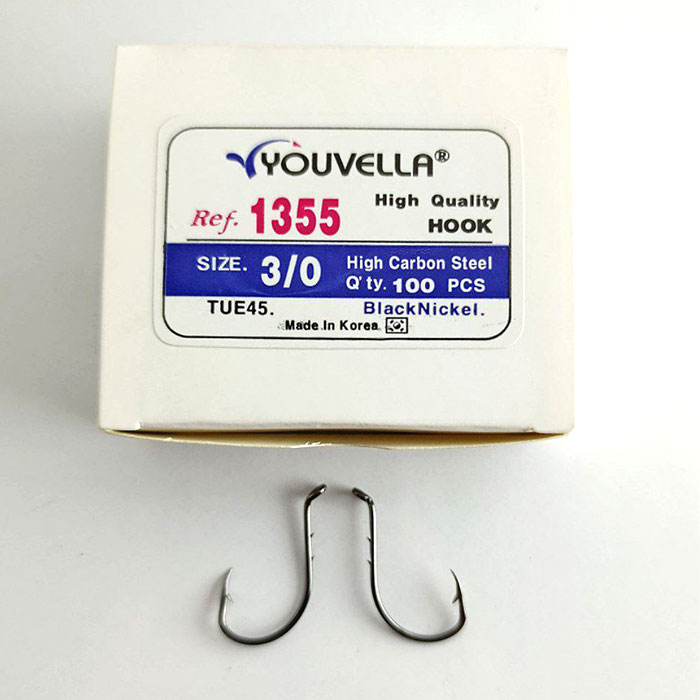 YOUVELLA®
Ref. 1355
High Quality
HOOK
SIZE. 3/0
High Carbon Steel
Q'ty. 100 PCS
TUE45.
BlackNickel.
Made.In Korea